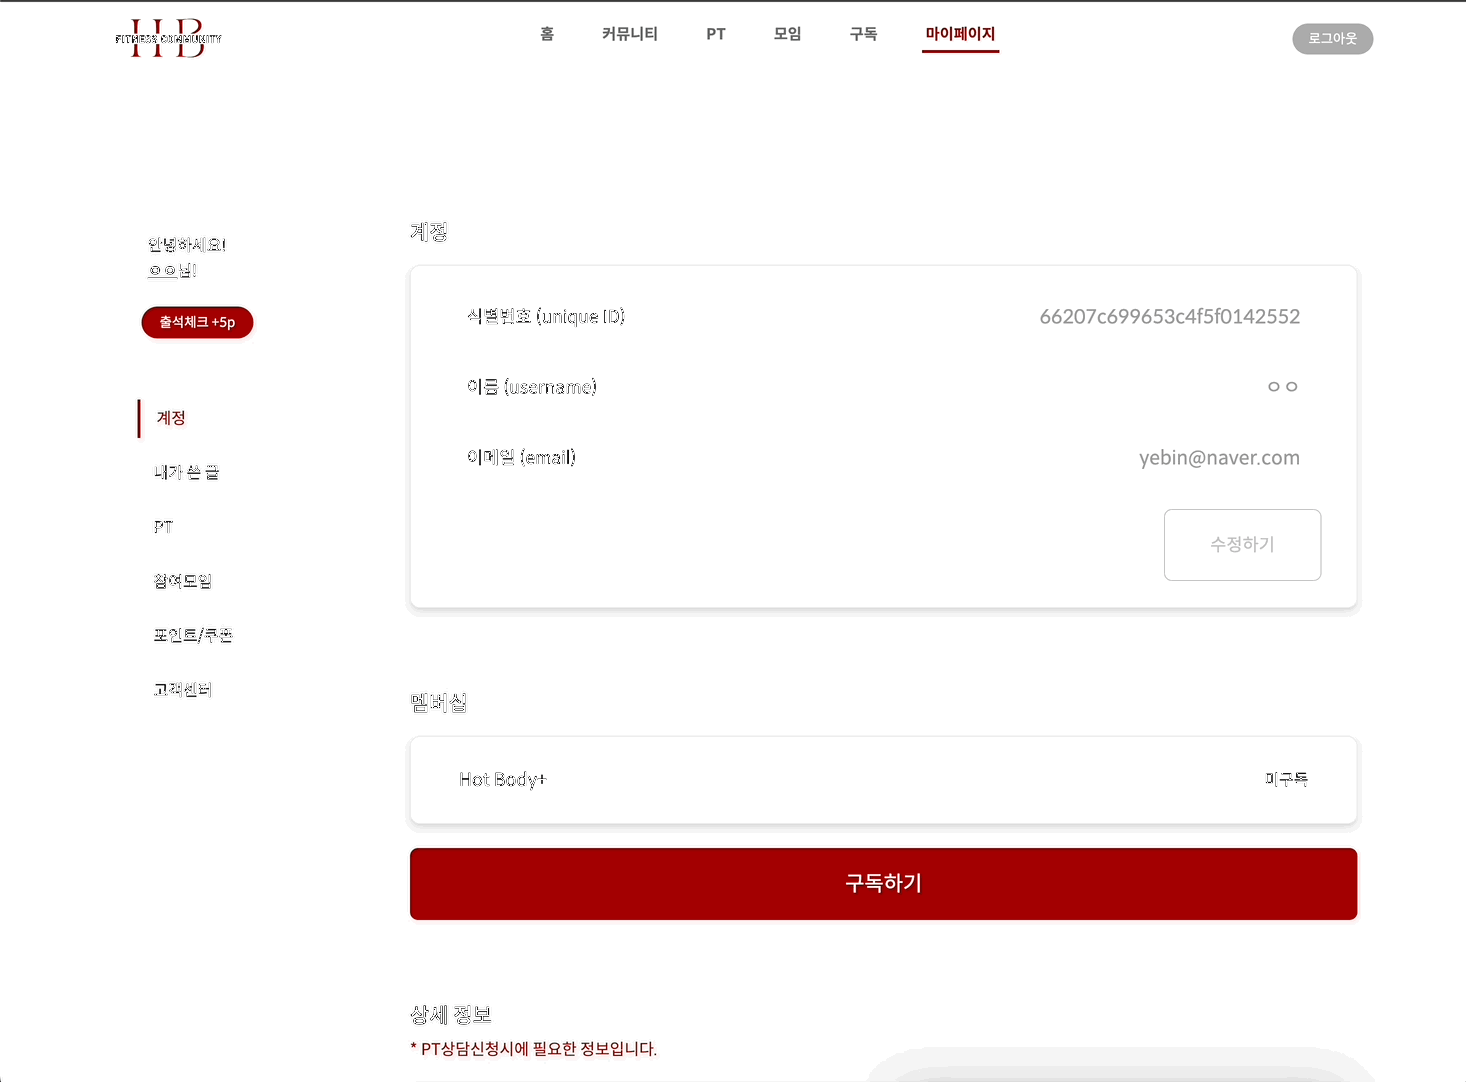 HB
FITNESS COMMUNITY
홈 커뮤니티 PT 모임 구독 마이페이지 로그아웃
안녕하세요!
ㅇㅇ님!
출석체크 +5p
계정
내가 쓴 글
PT
참여모임
포인트/쿠폰
고객센터
계정
식별번호 (unique ID) 66207c699653c4f5f0142552
이름 (username) ㅇㅇ
이메일 (email) yebin@naver.com
수정하기
멤버십
Hot Body+ 미구독
구독하기
상세 정보
* PT상담신청시에 필요한 정보입니다.